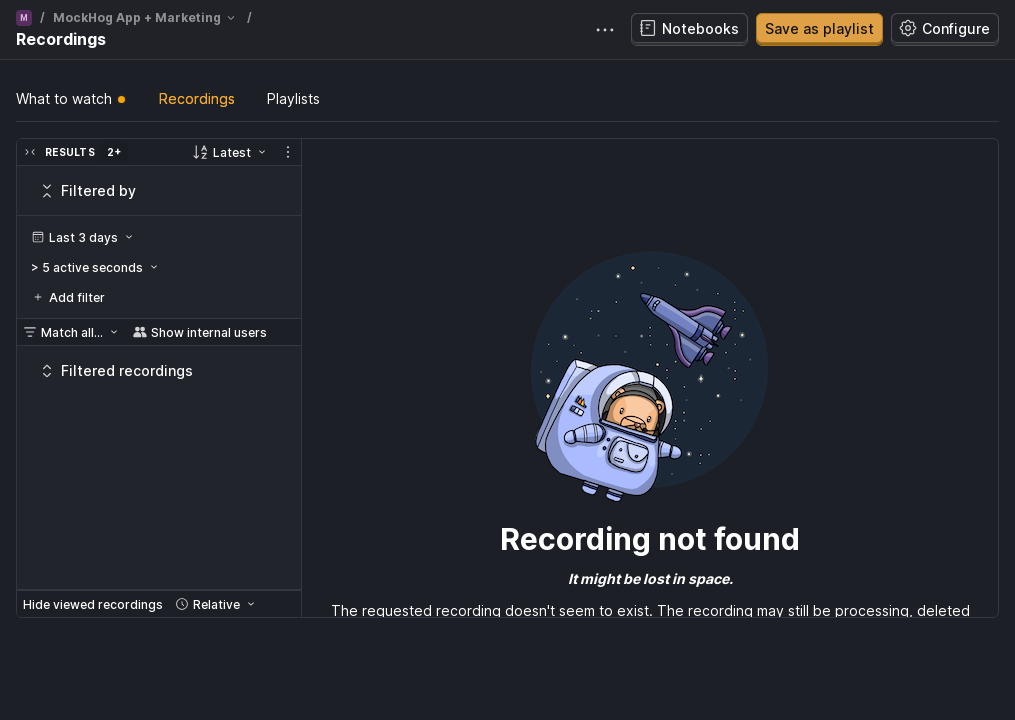 M / MockHog App + Marketing /
Recordings
Notebooks
Save as playlist
Configure
What to watch
Recordings
Playlists
RESULTS 2+
Latest
Filtered by
Last 3 days
> 5 active seconds
+ Add filter
Match all...
Show internal users
Filtered recordings
Hide viewed recordings
Relative
Recording not found
It might be lost in space.
The requested recording doesn't seem to exist. The recording may still be processing, deleted